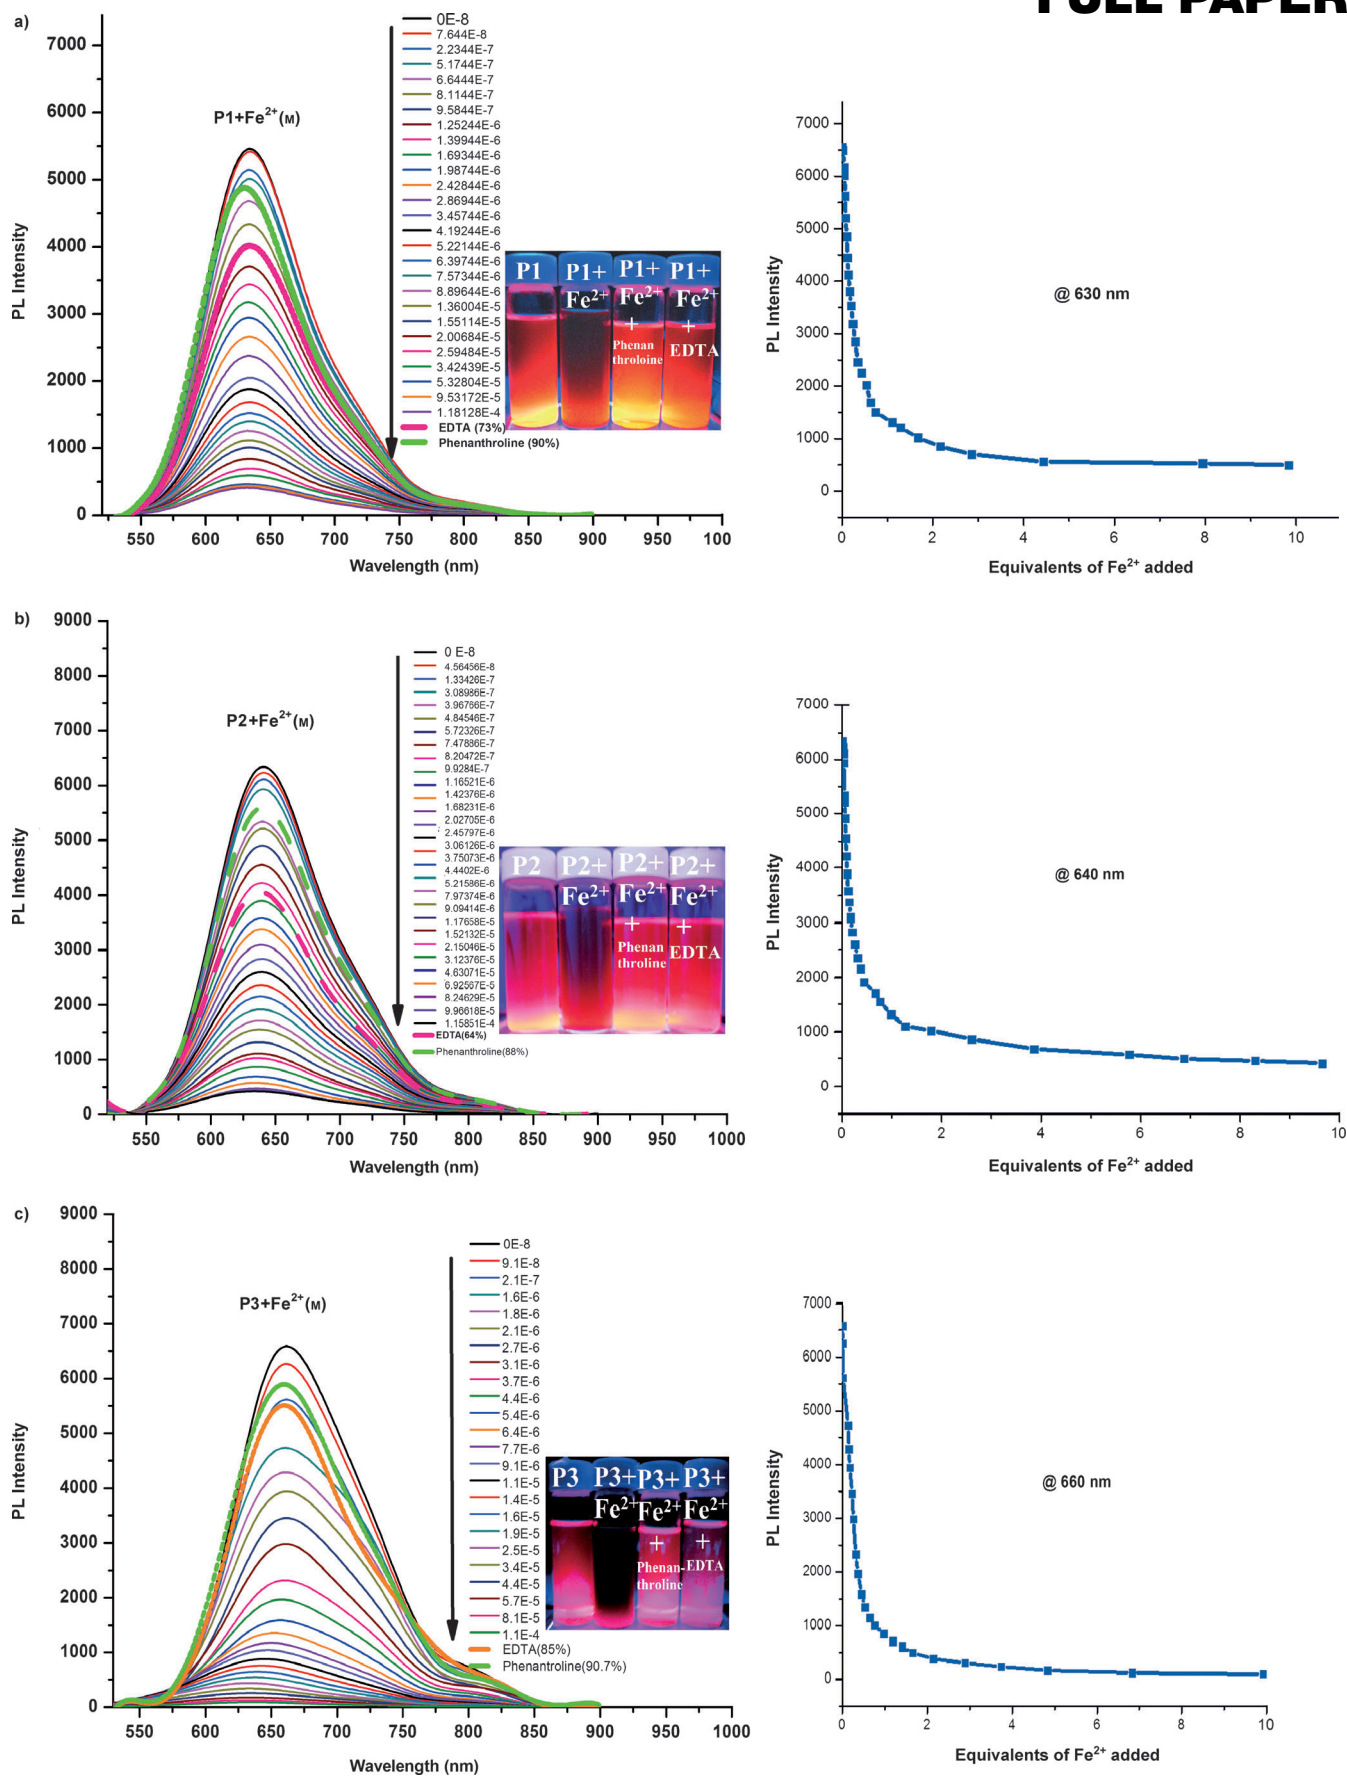 FULL PAPER
a)
P1+Fe²⁺(M)
PL Intensity
7000
6000
5000
4000
3000
2000
1000
0
550 600 650 700 750 800 850 900 950 100
Wavelength (nm)
0E-8
7.644E-8
2.2344E-7
5.1744E-7
6.6444E-7
8.1144E-7
9.5844E-7
1.25244E-6
1.39944E-6
1.69344E-6
1.98744E-6
2.42844E-6
2.86944E-6
3.45744E-6
4.19244E-6
5.22144E-6
6.39744E-6
7.57344E-6
8.89644E-6
1.36004E-5
1.55114E-5
2.00684E-5
2.59484E-5
3.42439E-5
5.32804E-5
9.53172E-5
1.18128E-4
EDTA (73%)
Phenanthroline (90%)
P1 P1+ P1+ P1+
Fe²⁺ Fe²⁺ Fe²⁺
+ +
Phenan EDTA
throloine
PL Intensity
7000
6000
5000
4000
3000
2000
1000
0
@ 630 nm
0 2 4 6 8 10
Equivalents of Fe²⁺ added
b)
P2+Fe²⁺(M)
PL Intensity
9000
8000
7000
6000
5000
4000
3000
2000
1000
0
550 600 650 700 750 800 850 900 950 1000
Wavelength (nm)
0 E-8
4.56456E-8
1.33426E-7
3.08986E-7
3.96766E-7
4.84546E-7
5.72326E-7
7.47886E-7
8.20472E-7
9.9284E-7
1.16521E-6
1.42376E-6
1.68231E-6
2.02705E-6
2.45797E-6
3.06126E-6
3.75073E-6
4.4402E-6
5.21586E-6
7.97374E-6
9.09414E-6
1.17658E-5
1.52132E-5
2.15046E-5
3.12376E-5
4.63071E-5
6.92567E-5
8.24629E-5
9.96618E-5
1.15851E-4
EDTA(64%)
Phenanthroline(88%)
P2 P2+ P2+ P2+
Fe²⁺ Fe²⁺ Fe²⁺
+ +
Phenan EDTA
throline
PL Intensity
7000
6000
5000
4000
3000
2000
1000
0
@ 640 nm
0 2 4 6 8 10
Equivalents of Fe²⁺ added
c)
P3+Fe²⁺(M)
PL Intensity
9000
8000
7000
6000
5000
4000
3000
2000
1000
0
550 600 650 700 750 800 850 900 950 1000
Wavelength (nm)
0E-8
9.1E-8
2.1E-7
1.6E-6
1.8E-6
2.1E-6
2.7E-6
3.1E-6
3.7E-6
4.4E-6
5.4E-6
6.4E-6
7.7E-6
9.1E-6
1.1E-5
1.4E-5
1.6E-5
1.9E-5
2.5E-5
3.4E-5
4.4E-5
5.7E-5
8.1E-5
1.1E-4
EDTA(85%)
Phenantroline(90.7%)
P3 P3+ P3+ P3+
Fe²⁺ Fe²⁺ Fe²⁺
+ +
Phenan- EDTA
throline
PL Intensity
7000
6000
5000
4000
3000
2000
1000
0
@ 660 nm
0 2 4 6 8 10
Equivalents of Fe²⁺ added